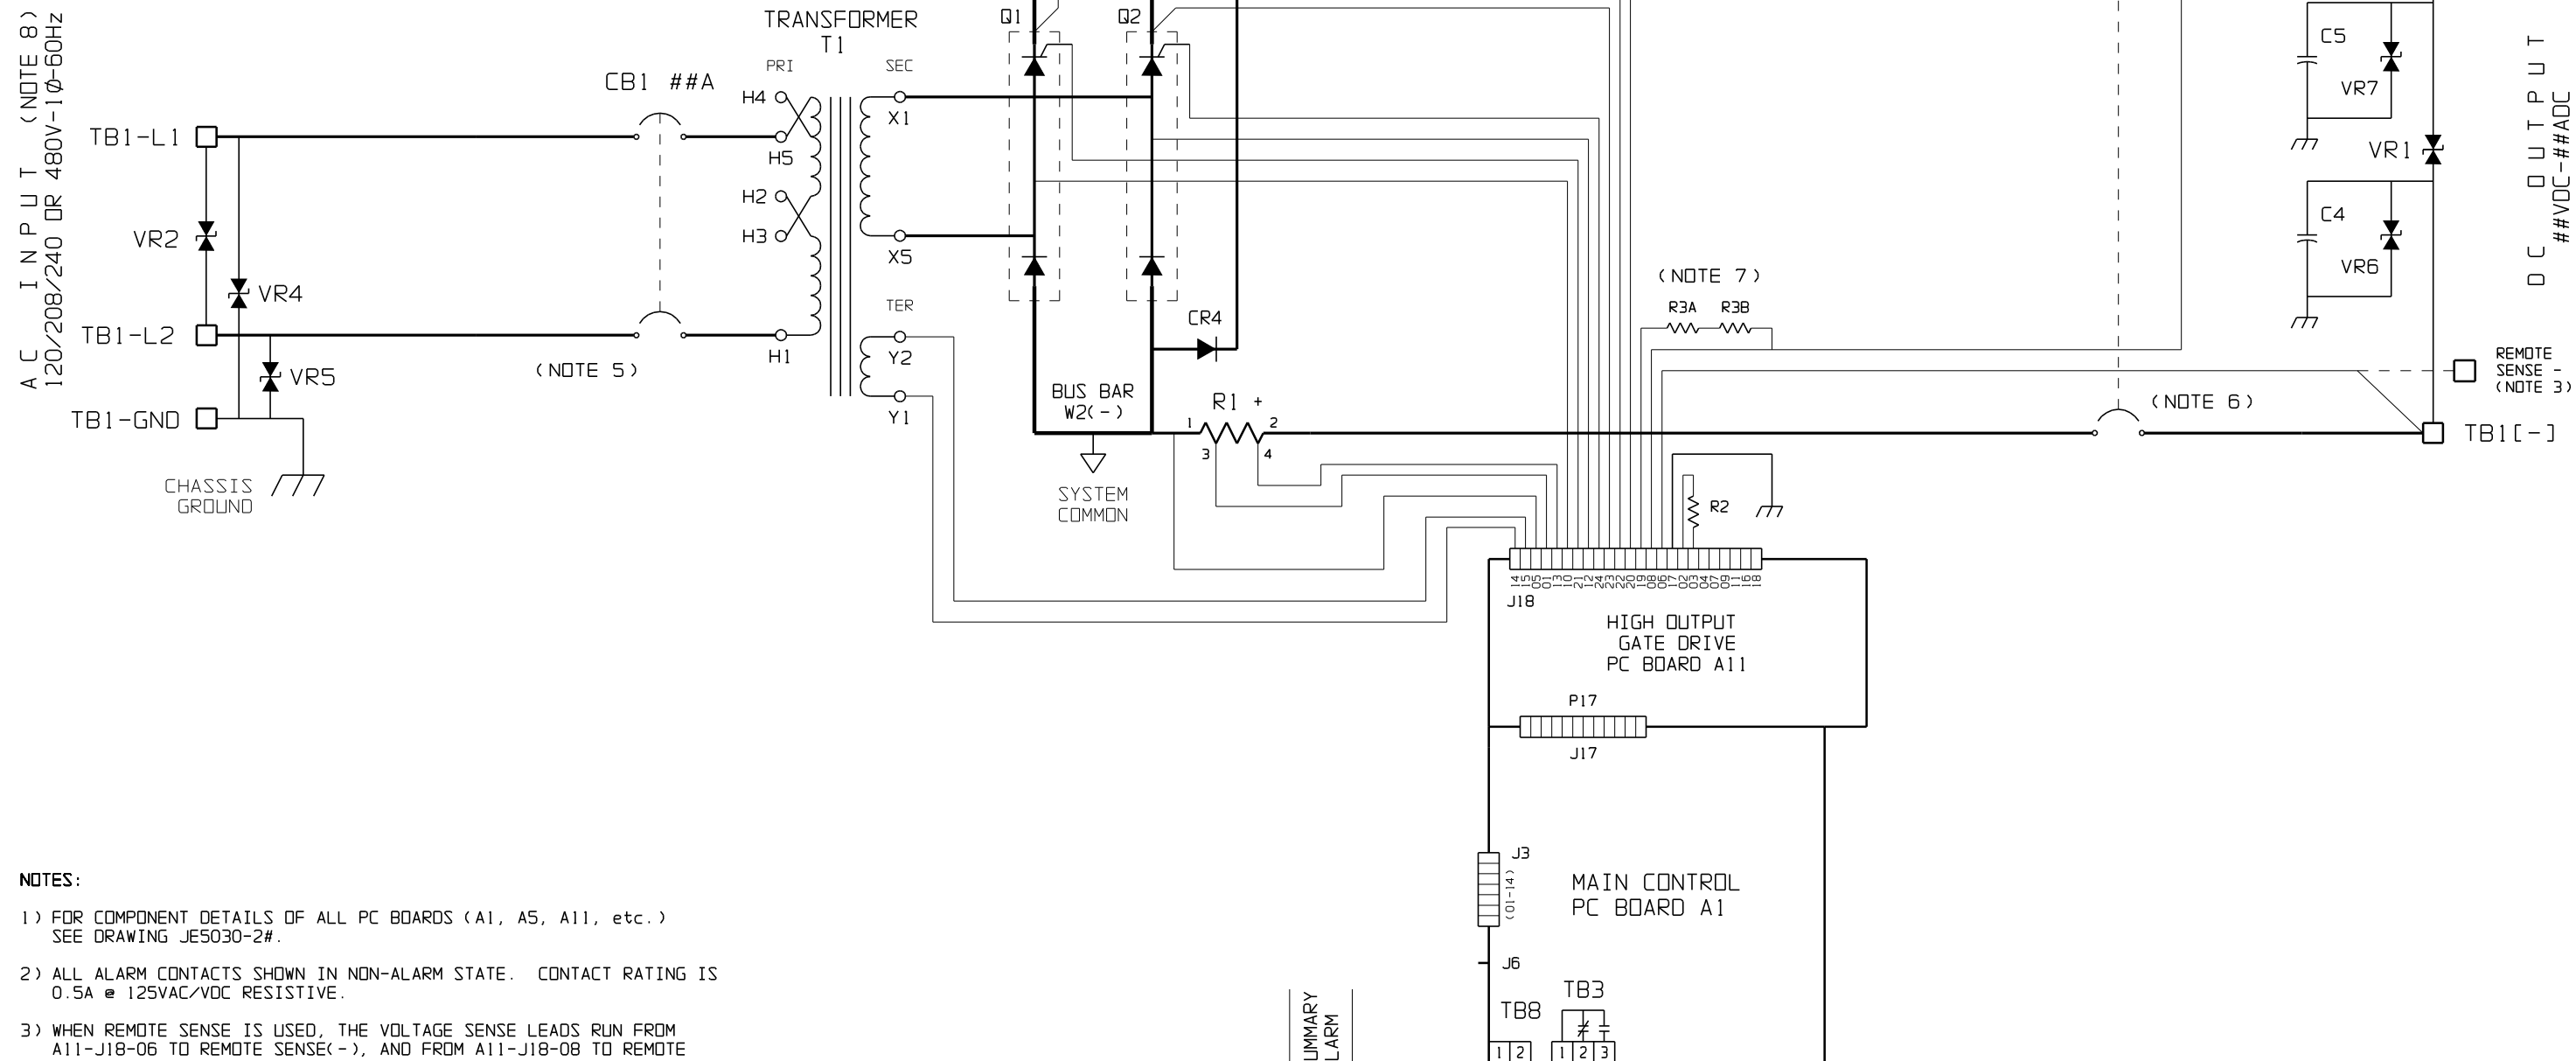 AC INPUT (NOTE 8)
120/208/240 OR 480V-1Ø-60Hz
TB1-L1
VR2
VR4
TB1-L2
VR5
TB1-GND
CHASSIS
GROUND
CB1 ##A
(NOTE 5)
TRANSFORMER
T1
PRI
SEC
H4
H5
H2
H3
H1
X1
X5
TER
Y2
Y1
Q1
Q2
CR4
BUS BAR
W2(-)
SYSTEM
COMMON
R1 +
1
2
3
4
(NOTE 7)
R3A
R3B
R2
C5
VR7
VR1
C4
VR6
DC OUTPUT
##VDC-##ADC
REMOTE
SENSE -
(NOTE 3)
(NOTE 6)
TB1[-]
14 15 05 01 13 10 21 12 24 23 22 20 19 08 06 17 02 03 04 07 09 11 16 18
J18
HIGH OUTPUT
GATE DRIVE
PC BOARD A11
P17
J17
J3
(01-14)
MAIN CONTROL
PC BOARD A1
J6
TB3
TB8
1 2
1 2 3
UMMARY
LARM
NOTES:
1) FOR COMPONENT DETAILS OF ALL PC BOARDS (A1, A5, A11, etc.)
SEE DRAWING JE5030-2#.
2) ALL ALARM CONTACTS SHOWN IN NON-ALARM STATE. CONTACT RATING IS
0.5A @ 125VAC/VDC RESISTIVE.
3) WHEN REMOTE SENSE IS USED, THE VOLTAGE SENSE LEADS RUN FROM
A11-J18-06 TO REMOTE SENSE(-), AND FROM A11-J18-08 TO REMOTE